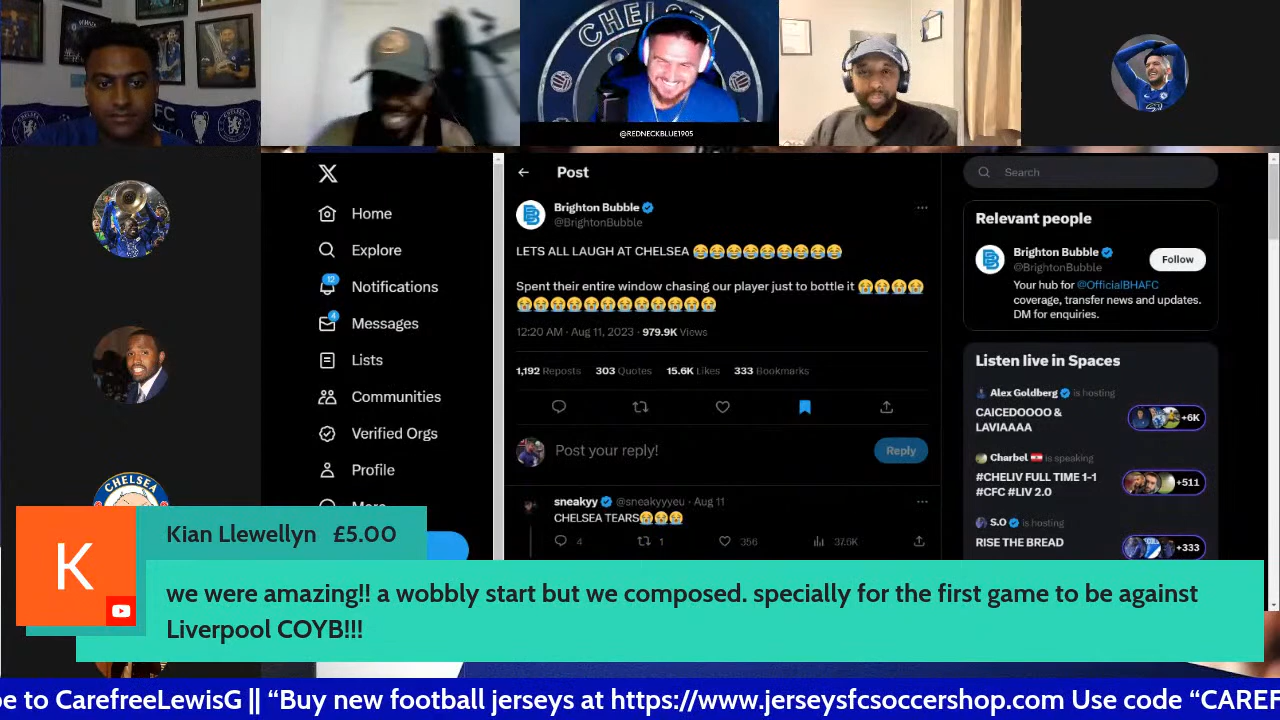 CHELSEA
@REDNECKBLUE1905
Home
Explore
12
Notifications
4
Messages
Lists
Communities
Verified Orgs
Profile
More
Post
Brighton Bubble
@BrightonBubble
LETS ALL LAUGH AT CHELSEA 😂😂😂😂😂😂😂😂😂
Spent their entire window chasing our player just to bottle it 😭😭😭😭
😭😭😭😭😭😭😭😭😭😭😭😭
12:20 AM · Aug 11, 2023 · 979.9K Views
1,192 Reposts 303 Quotes 15.6K Likes 333 Bookmarks
Post your reply!
Reply
sneakyy @sneakyyyeu · Aug 11
CHELSEA TEARS😭😭😭
4 1 356 37.6K
Search
Relevant people
Brighton Bubble
@BrightonBubble
Follow
Your hub for @OfficialBHAFC
coverage, transfer news and updates.
DM for enquiries.
Listen live in Spaces
Alex Goldberg is hosting
CAICEDOOOO &
LAVIAAAA
+6K
Charbel 🇱🇧 is speaking
#CHELIV FULL TIME 1-1
#CFC #LIV 2.0
+511
S.O is hosting
RISE THE BREAD
+333
CHELSEA
K
Kian Llewellyn £5.00
we were amazing!! a wobbly start but we composed. specially for the first game to be against
Liverpool COYB!!!
be to CarefreeLewisG || “Buy new football jerseys at https://www.jerseysfcsoccershop.com Use code “CAREF